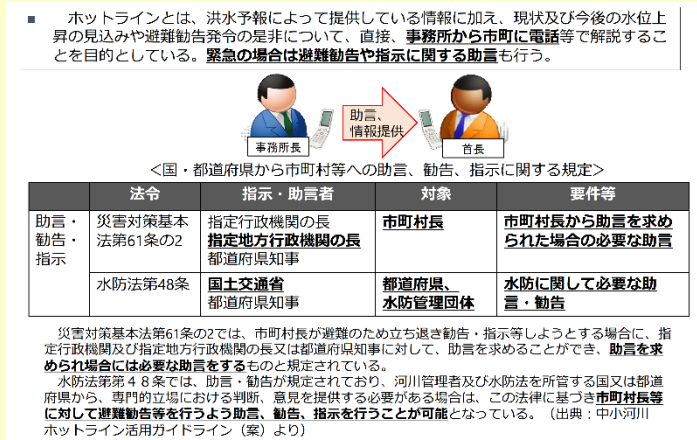 ■ ホットラインとは、洪水予報によって提供している情報に加え、現状及び今後の水位上
昇の見込みや避難勧告発令の是非について、直接、事務所から市町に電話等で解説するこ
とを目的としている。緊急の場合は避難勧告や指示に関する助言も行う。
助言、
情報提供
事務所長
首長
<国・都道府県から市町村等への助言、勧告、指示に関する規定>
法令 指示・助言者 対象 要件等
助言・
勧告・
指示
災害対策基本
法第61条の2
指定行政機関の長
指定地方行政機関の長
都道府県知事
市町村長
市町村長から助言を求め
られた場合の必要な助言
水防法第48条
国土交通省
都道府県知事
都道府県、
水防管理団体
水防に関して必要な助
言・勧告
災害対策基本法第61条の2では、市町村長が避難のため立ち退き勧告・指示等しようとする場合に、指
定行政機関及び指定地方行政機関の長又は都道府県知事に対して、助言を求めることができ、助言を求
められ場合には必要な助言をするものと規定されている。
水防法第第４８条では、助言・勧告が規定されており、河川管理者及び水防法を所管する国又は都道
府県から、専門的立場における判断、意見を提供する必要がある場合は、この法律に基づき市町村長等
に対して避難勧告等を行うよう助言、勧告、指示を行うことが可能となっている。（出典：中小河川
ホットライン活用ガイドライン（案）より）